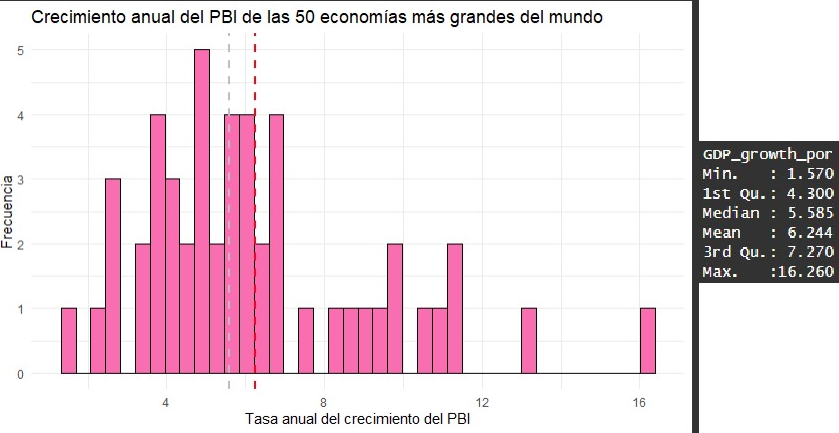 Crecimiento anual del PBI de las 50 economías más grandes del mundo
5
4
3
2
1
0
Frecuencia
4 8 12 16
Tasa anual del crecimiento del PBI
GDP_growth_por
Min. : 1.570
1st Qu.: 4.300
Median : 5.585
Mean : 6.244
3rd Qu.: 7.270
Max. :16.260